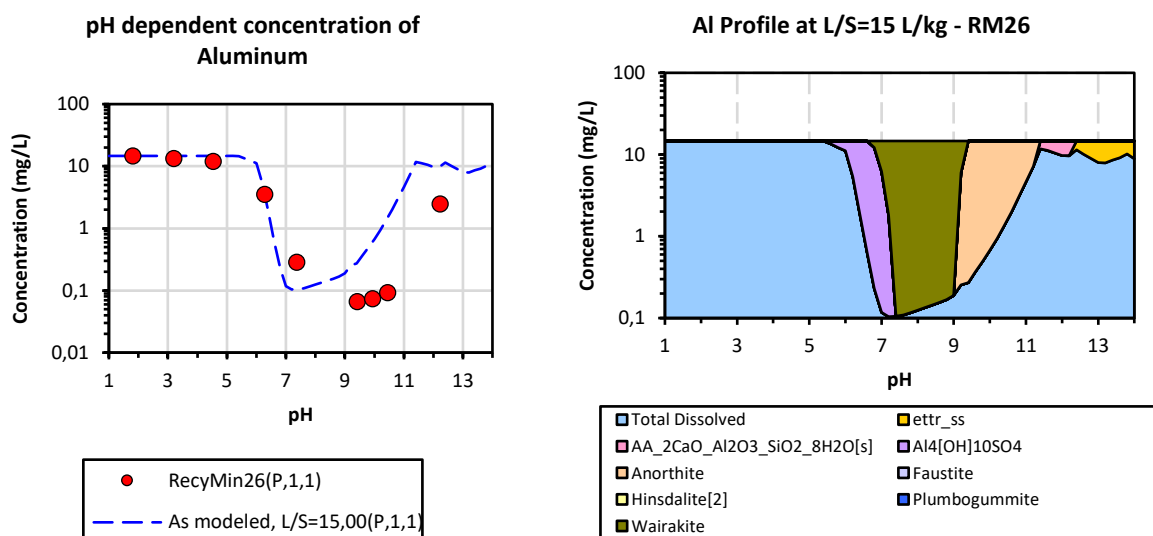 pH dependent concentration of
Aluminum
Concentration (mg/L)
100
10
1
0,1
0,01
1 3 5 7 9 11 13
pH
RecyMin26(P,1,1)
As modeled, L/S=15,00(P,1,1)
Al Profile at L/S=15 L/kg - RM26
Concentration (mg/L)
100
10
1
0,1
1 3 5 7 9 11 13
pH
Total Dissolved ettr_ss
AA_2CaO_Al2O3_SiO2_8H2O[s] Al4[OH]10SO4
Anorthite Faustite
Hinsdalite[2] Plumbogummite
Wairakite